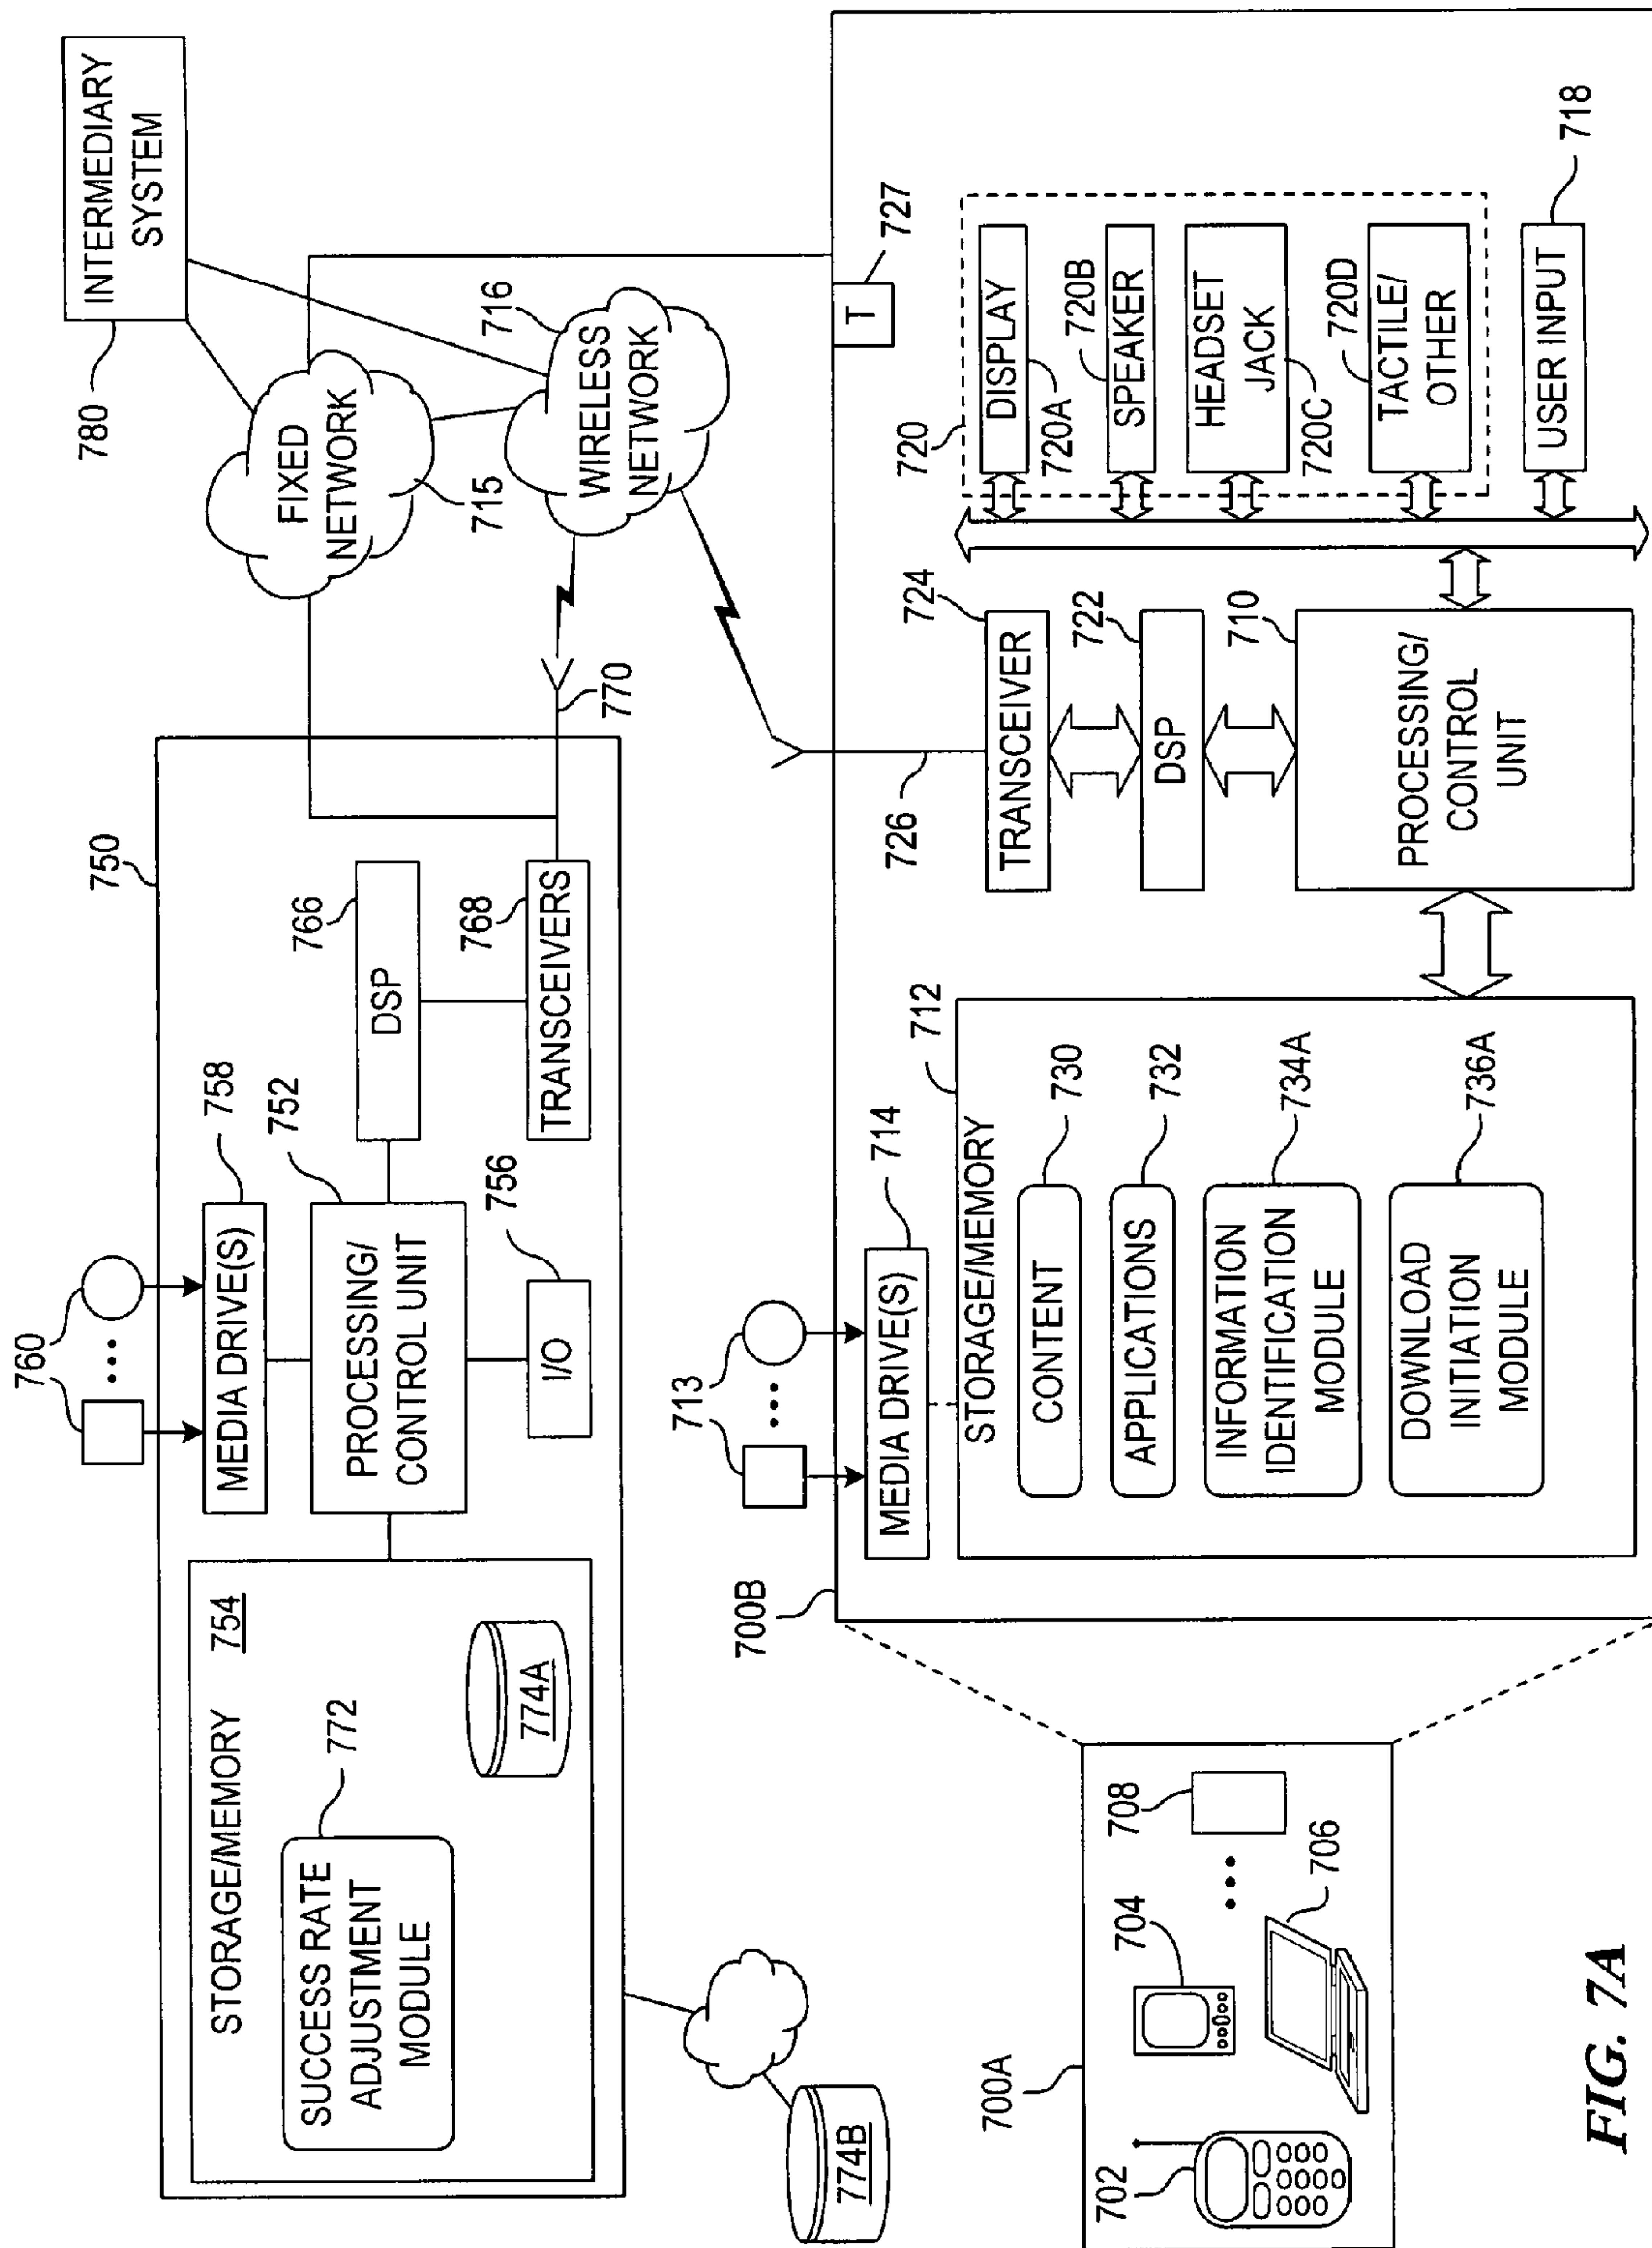 760
750
MEDIA DRIVE(S)
758
STORAGE/MEMORY 754
SUCCESS RATE
ADJUSTMENT
MODULE
772
774A
PROCESSING/
CONTROL UNIT
752
I/O
756
DSP
766
TRANSCEIVERS
768
770
774B
INTERMEDIARY
SYSTEM
780
FIXED
NETWORK
715
WIRELESS
NETWORK
716
700A
702
704
706
708
700B
713
MEDIA DRIVE(S)
714
STORAGE/MEMORY
712
CONTENT
730
APPLICATIONS
732
INFORMATION
IDENTIFICATION
MODULE
734A
DOWNLOAD
INITIATION
MODULE
736A
726
TRANSCEIVER
724
DSP
722
PROCESSING/
CONTROL
UNIT
710
T
727
720
DISPLAY
720A
SPEAKER
720B
HEADSET
JACK
720C
TACTILE/
OTHER
720D
USER INPUT
718
FIG. 7A